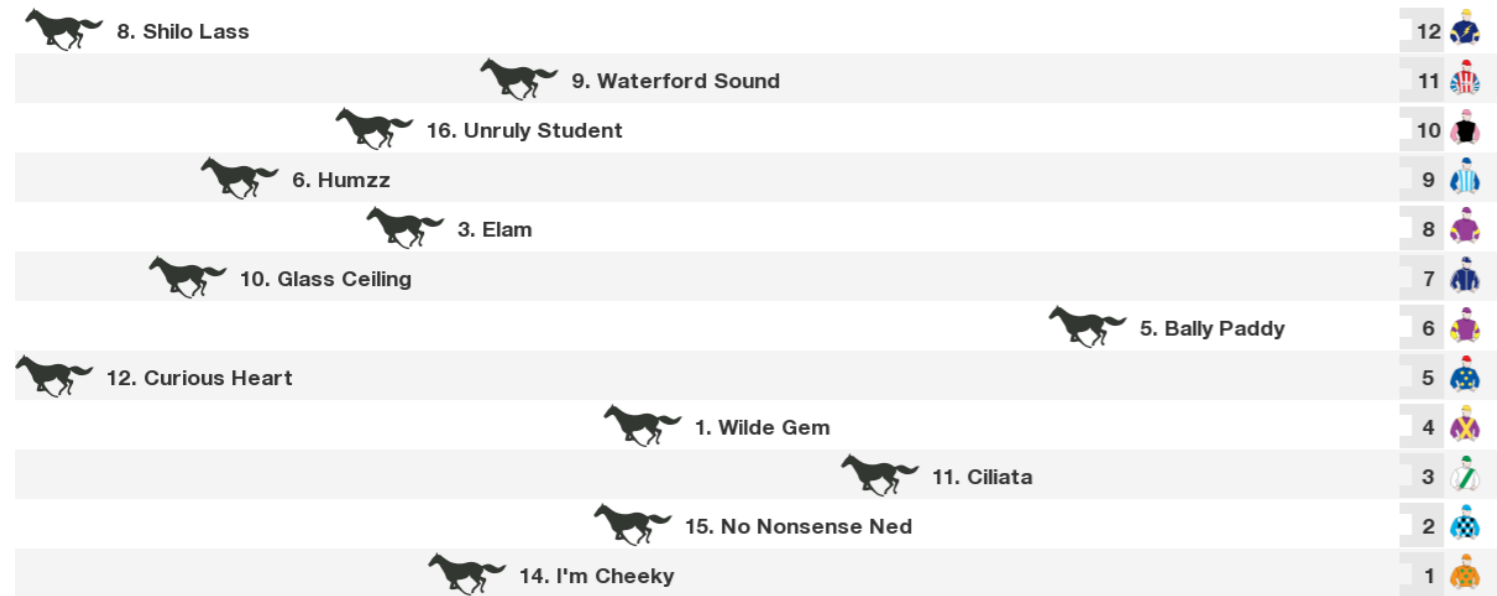 8. Shilo Lass 12
9. Waterford Sound 11
16. Unruly Student 10
6. Humzz 9
3. Elam 8
10. Glass Ceiling 7
5. Bally Paddy 6
12. Curious Heart 5
1. Wilde Gem 4
11. Ciliata 3
15. No Nonsense Ned 2
14. I'm Cheeky 1